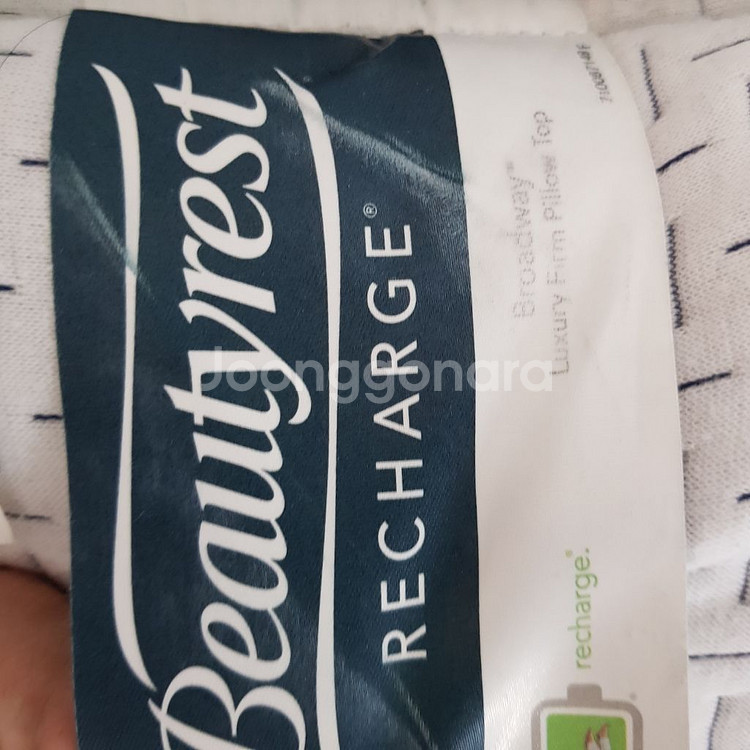 Beautyrest
RECHARGE®
Broadway™
Luxury Firm Pillow Top
recharge®.
Joonggonara